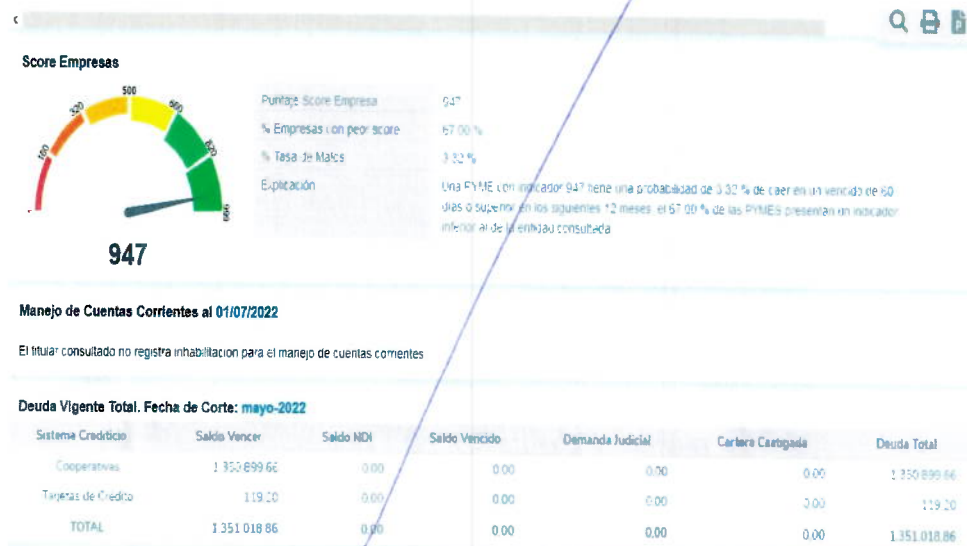 Score Empresas
160
320
500
660
820
999
947
Puntaje Score Empresa 947
% Empresas con peor score 67.00 %
% Tasa de Malos 3.32 %
Explicación Una PYME con indicador 947 tiene una probabilidad de 3.32 % de caer en un vencido de 60
días o superior en los siguientes 12 meses, el 67.00 % de las PYMES presentan un indicador
inferior al de la entidad consultada
Manejo de Cuentas Corrientes al 01/07/2022
El titular consultado no registra inhabilitacion para el manejo de cuentas corrientes
Deuda Vigente Total. Fecha de Corte: mayo-2022
Sistema Crediticio Saldo Vencer Saldo NDI Saldo Vencido Demanda Judicial Cartera Castigada Deuda Total
Cooperativas 1.350.899.66 0.00 0.00 0.00 0.00 1.350.899.66
Tarjetas de Crédito 119.20 0.00 0.00 0.00 0.00 119.20
TOTAL 1.351.018.86 0.00 0.00 0.00 0.00 1.351.018.86